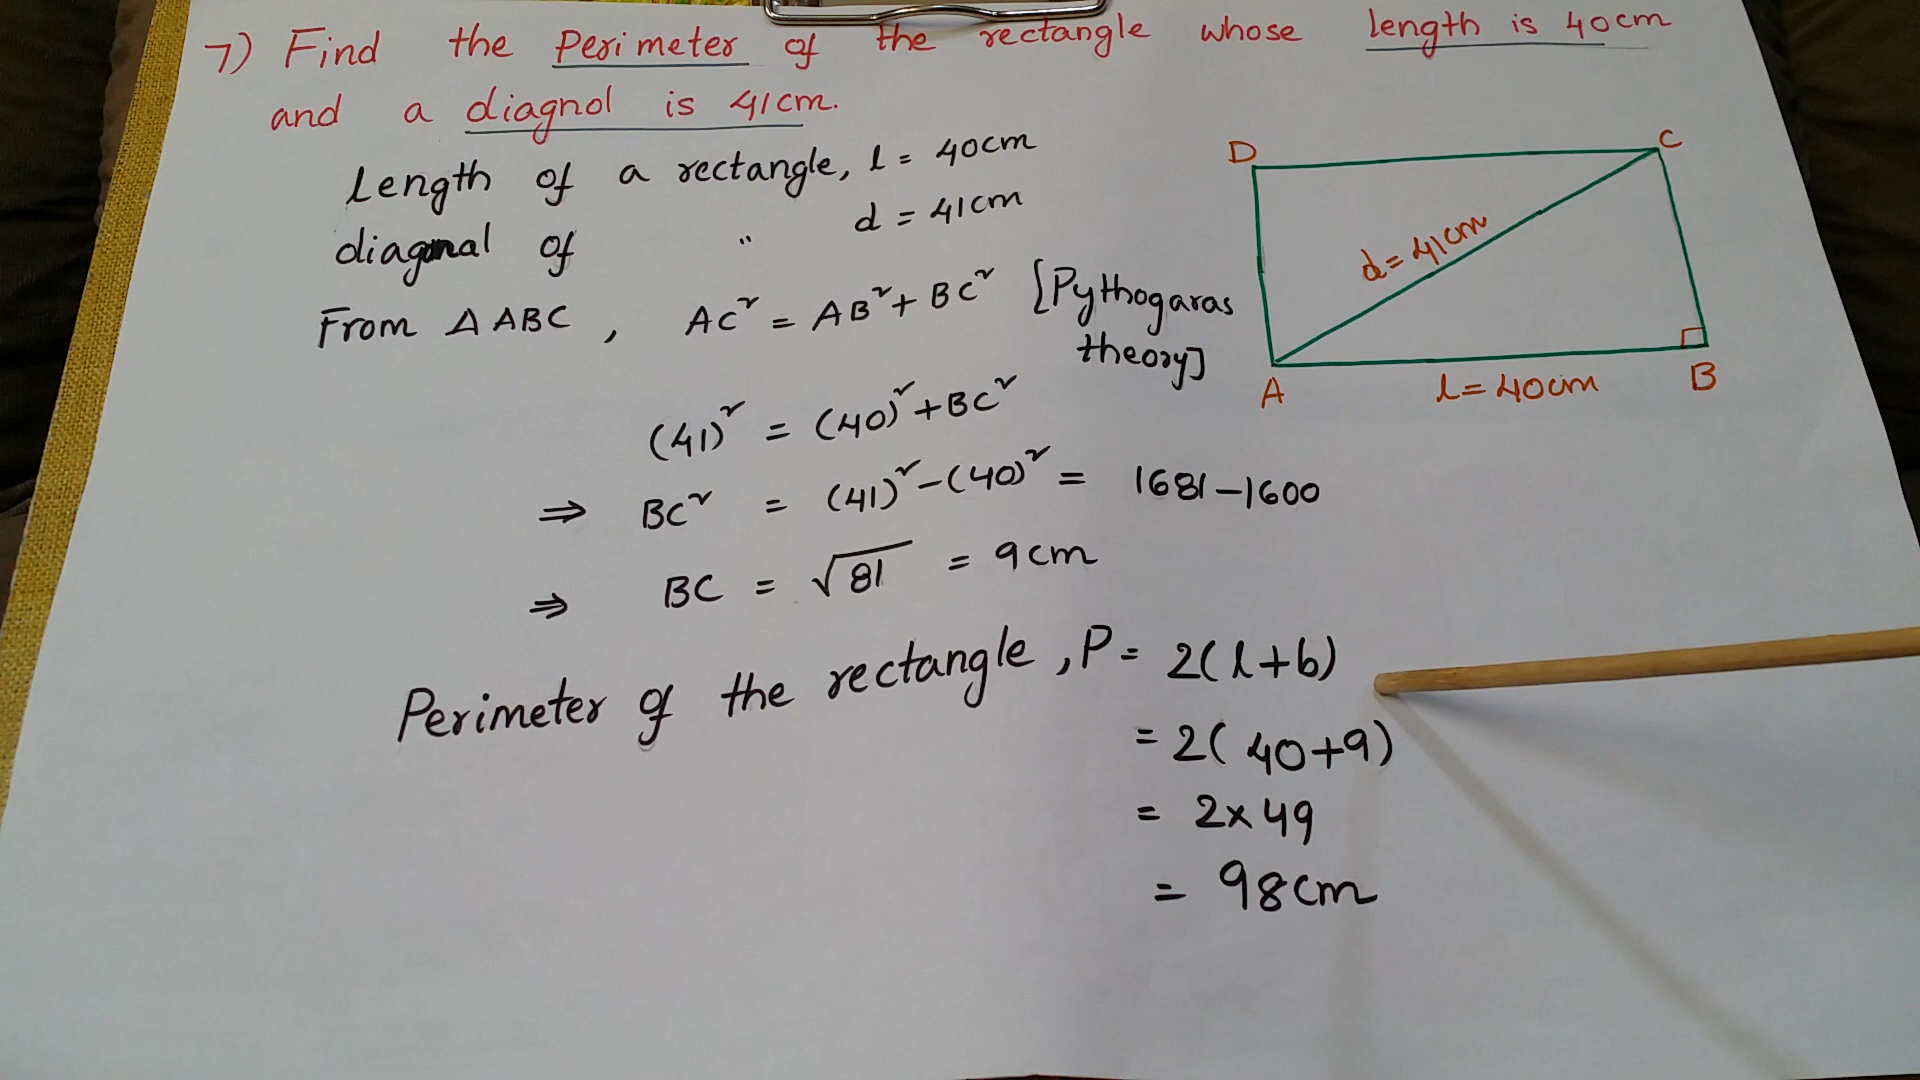 7) Find the Perimeter of the rectangle whose length is 40cm
and a diagnol is 41cm.
Length of a rectangle, l = 40cm
diagonal of " d = 41cm
From Δ ABC, AC² = AB² + BC² [Pythogaras
theory]
(41)² = (40)² + BC²
⇒ BC² = (41)² - (40)² = 1681 - 1600
⇒ BC = √81 = 9cm
Perimeter of the rectangle, P = 2(l+b)
= 2(40+9)
= 2×49
= 98cm
D
C
d = 41cm
A
l = 40cm
B